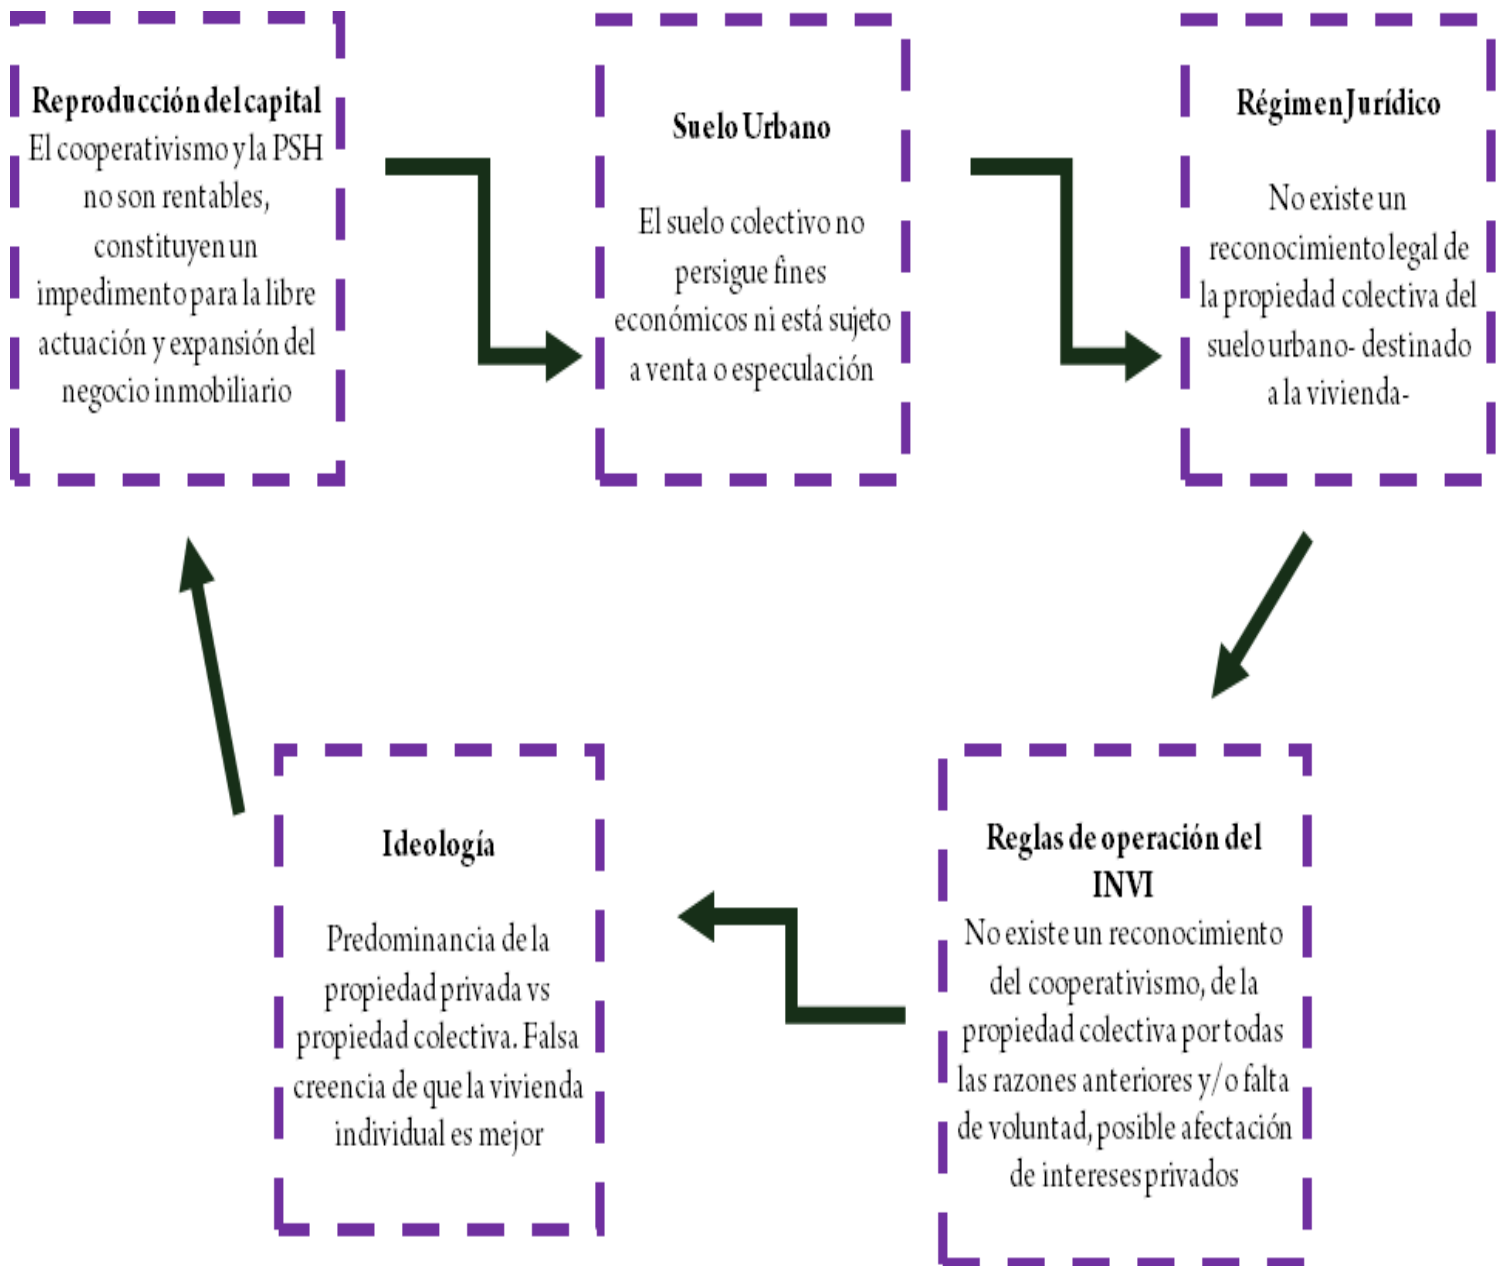 Reproducción del capital
El cooperativismo y la PSH
no son rentables,
constituyen un
impedimento para la libre
actuación y expansión del
negocio inmobiliario
Suelo Urbano
El suelo colectivo no
persigue fines
económicos ni está sujeto
a venta o especulación
Régimen Jurídico
No existe un
reconocimiento legal de
la propiedad colectiva del
suelo urbano- destinado
a la vivienda-
Reglas de operación del
INVI
No existe un reconocimiento
del cooperativismo, de la
propiedad colectiva por todas
las razones anteriores y/o falta
de voluntad, posible afectación
de intereses privados
Ideología
Predominancia de la
propiedad privada vs
propiedad colectiva. Falsa
creencia de que la vivienda
individual es mejor